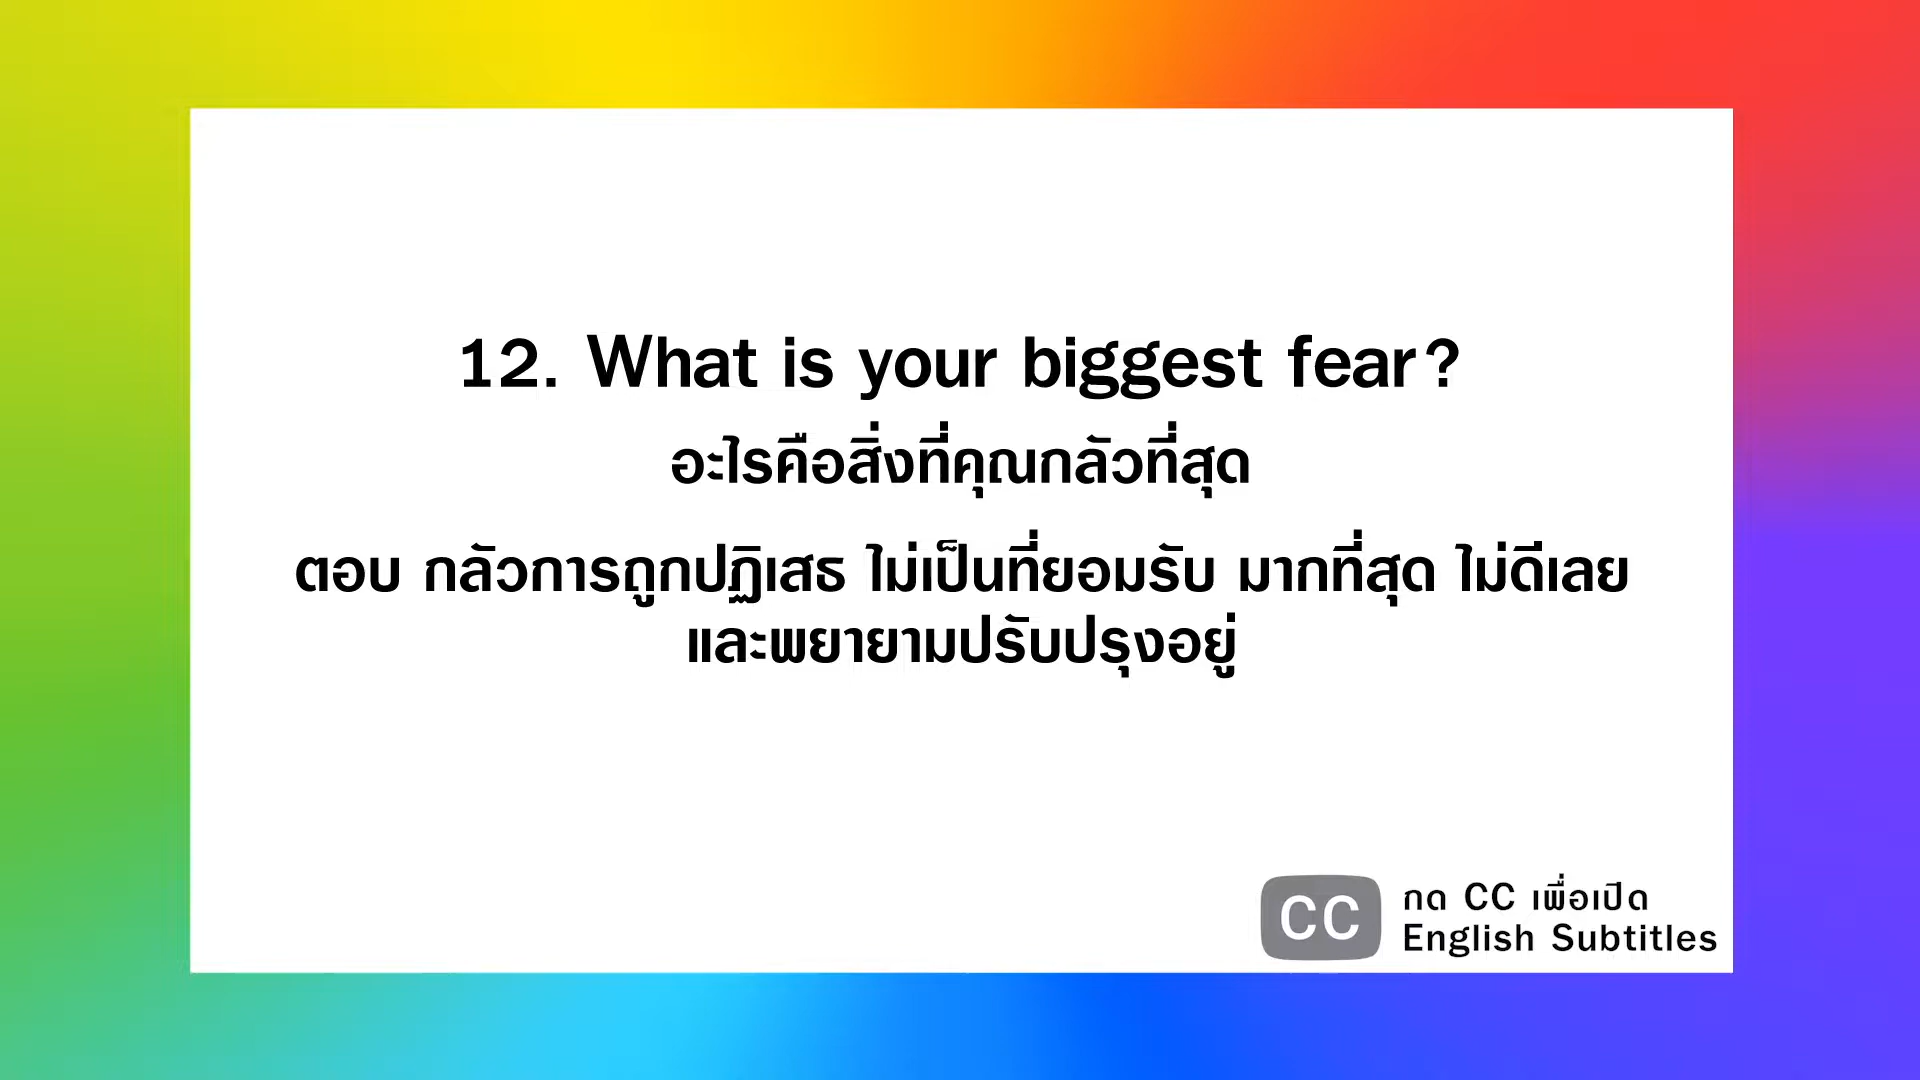 12. What is your biggest fear?
อะไรคือสิ่งที่คุณกลัวที่สุด
ตอบ กลัวการถูกปฏิเสธ ไม่เป็นที่ยอมรับ มากที่สุด ไม่ดีเลย
และพยายามปรับปรุงอยู่
CC
กด CC เพื่อเปิด
English Subtitles